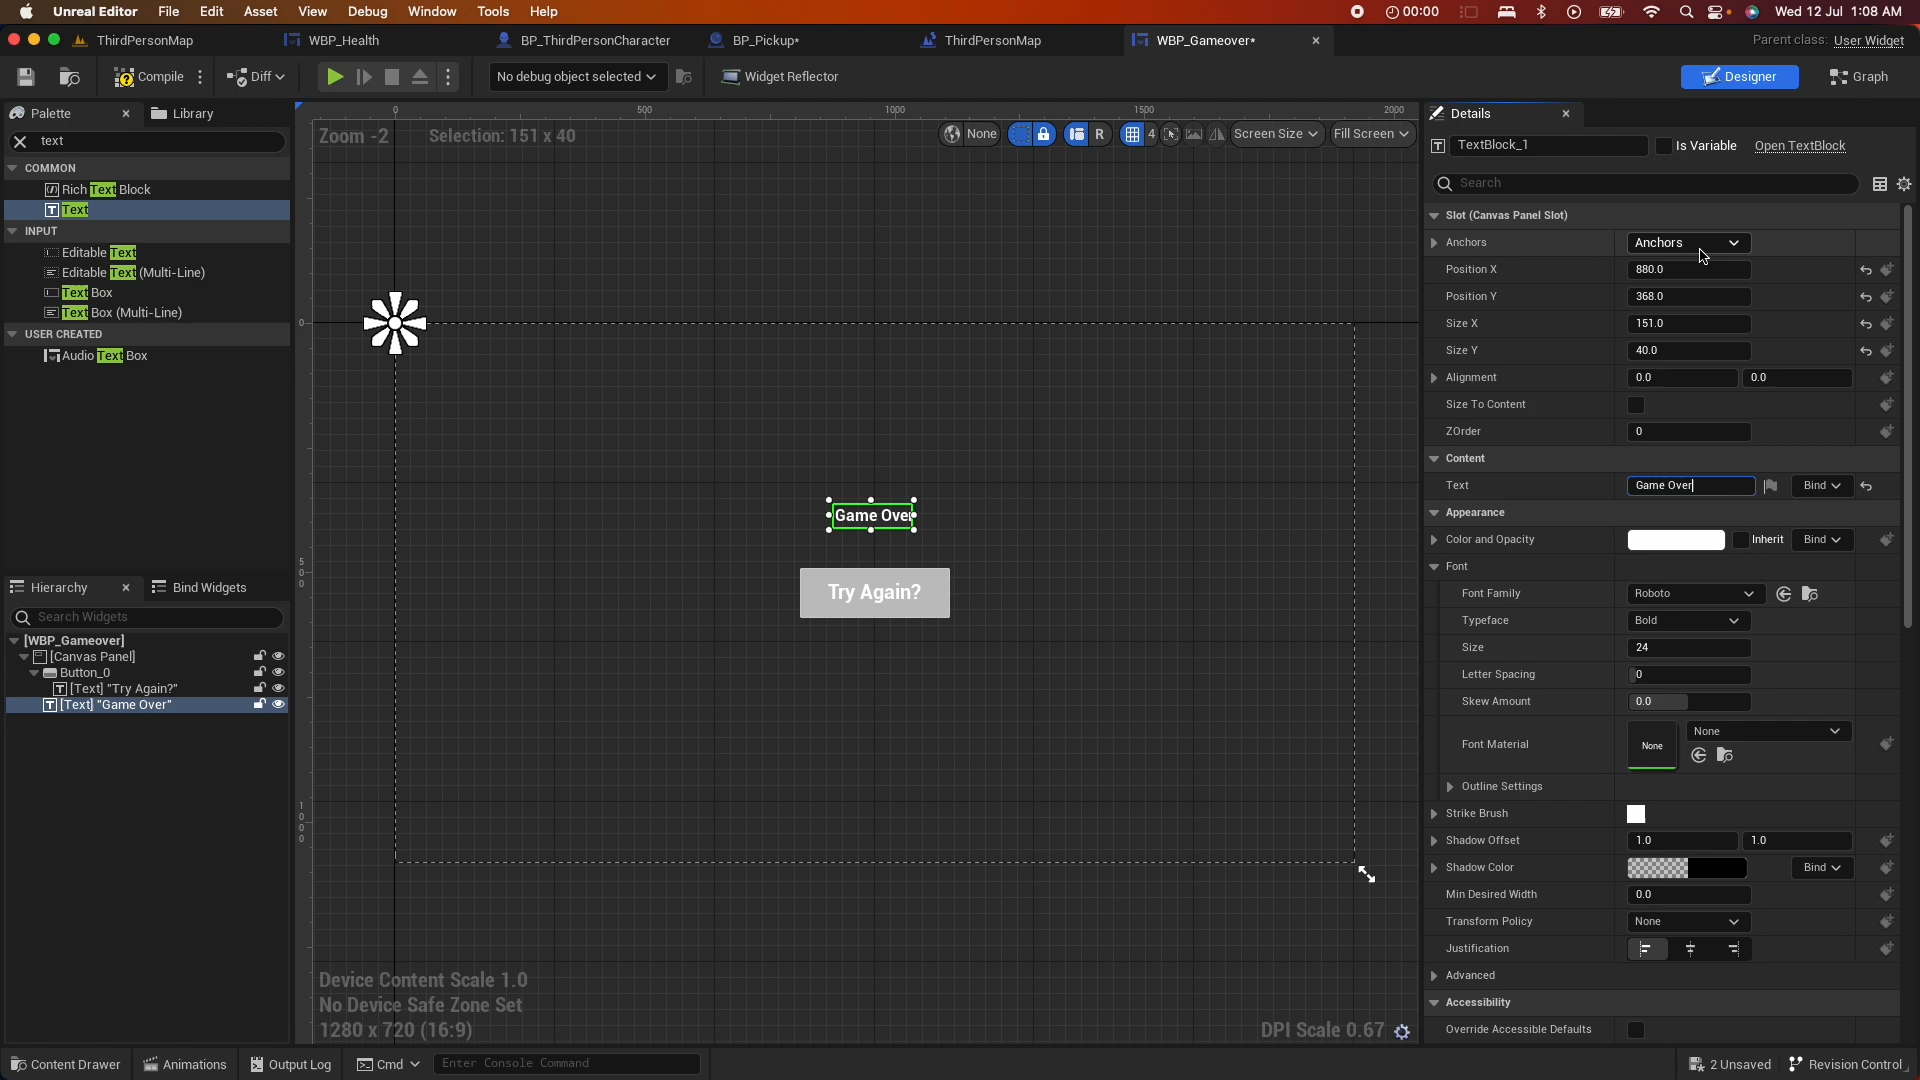 Unreal Editor File Edit Asset View Debug Window Tools Help 00:00 Wed 12 Jul 1:08 AM
ThirdPersonMap WBP_Health BP_ThirdPersonCharacter BP_Pickup* ThirdPersonMap WBP_Gameover* Parent class: User Widget
Compile Diff No debug object selected Widget Reflector Designer Graph
Palette Library
text
COMMON
Rich Text Block
Text
INPUT
Editable Text
Editable Text (Multi-Line)
Text Box
Text Box (Multi-Line)
USER CREATED
Audio Text Box
Hierarchy Bind Widgets
Search Widgets
[WBP_Gameover]
[Canvas Panel]
Button_0
[Text] "Try Again?"
[Text] "Game Over"
0 500 1000 1500 2000
Zoom -2 Selection: 151 x 40 None R 4 Screen Size Fill Screen
0
500
1000
Game Over
Try Again?
Device Content Scale 1.0
No Device Safe Zone Set
1280 x 720 (16:9) DPI Scale 0.67
Details
TextBlock_1 Is Variable Open TextBlock
Search
Slot (Canvas Panel Slot)
Anchors Anchors
Position X 880.0
Position Y 368.0
Size X 151.0
Size Y 40.0
Alignment 0.0 0.0
Size To Content
ZOrder 0
Content
Text Game Over Bind
Appearance
Color and Opacity Inherit Bind
Font
Font Family Roboto
Typeface Bold
Size 24
Letter Spacing 0
Skew Amount 0.0
Font Material None None
Outline Settings
Strike Brush
Shadow Offset 1.0 1.0
Shadow Color Bind
Min Desired Width 0.0
Transform Policy None
Justification
Advanced
Accessibility
Override Accessible Defaults
Content Drawer Animations Output Log Cmd Enter Console Command 2 Unsaved Revision Control